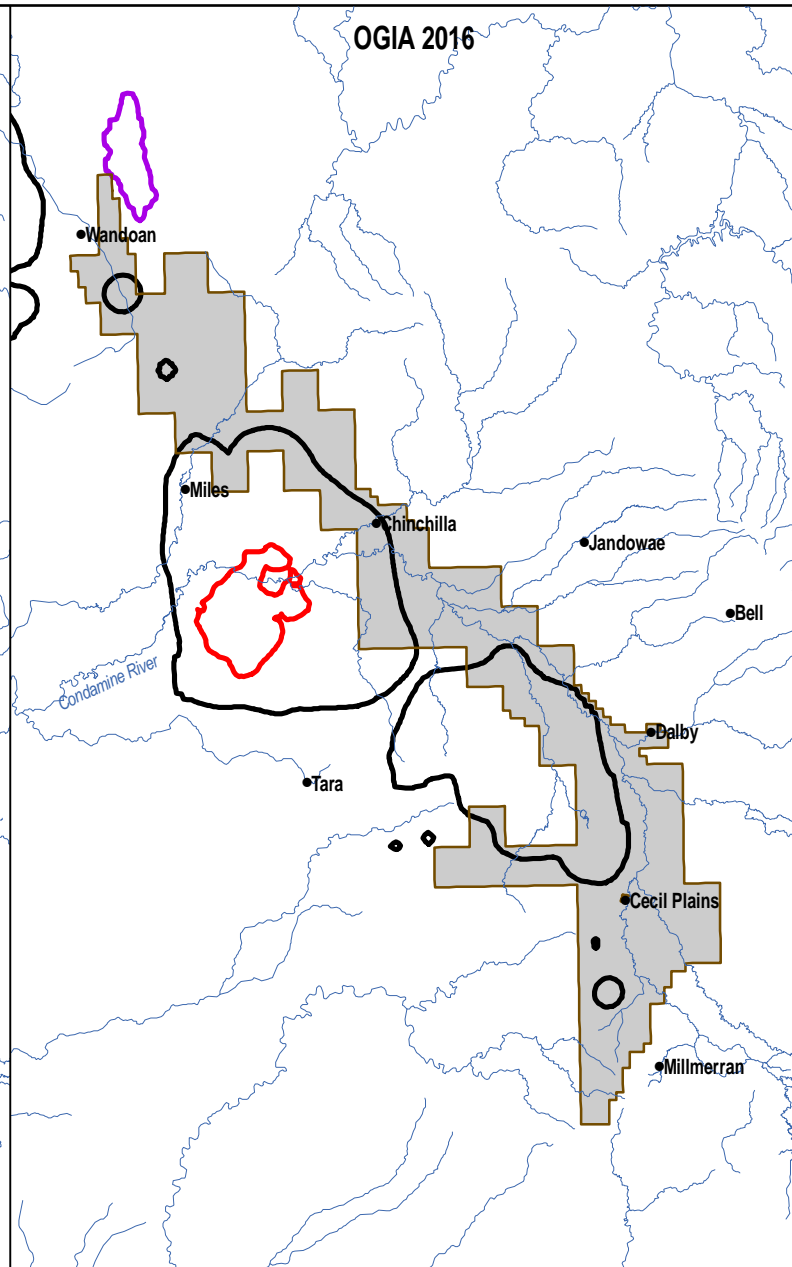 OGIA 2016
Wandoan
Miles
Chinchilla
Jandowae
Bell
Condamine River
Dalby
Tara
Cecil Plains
Millmerran